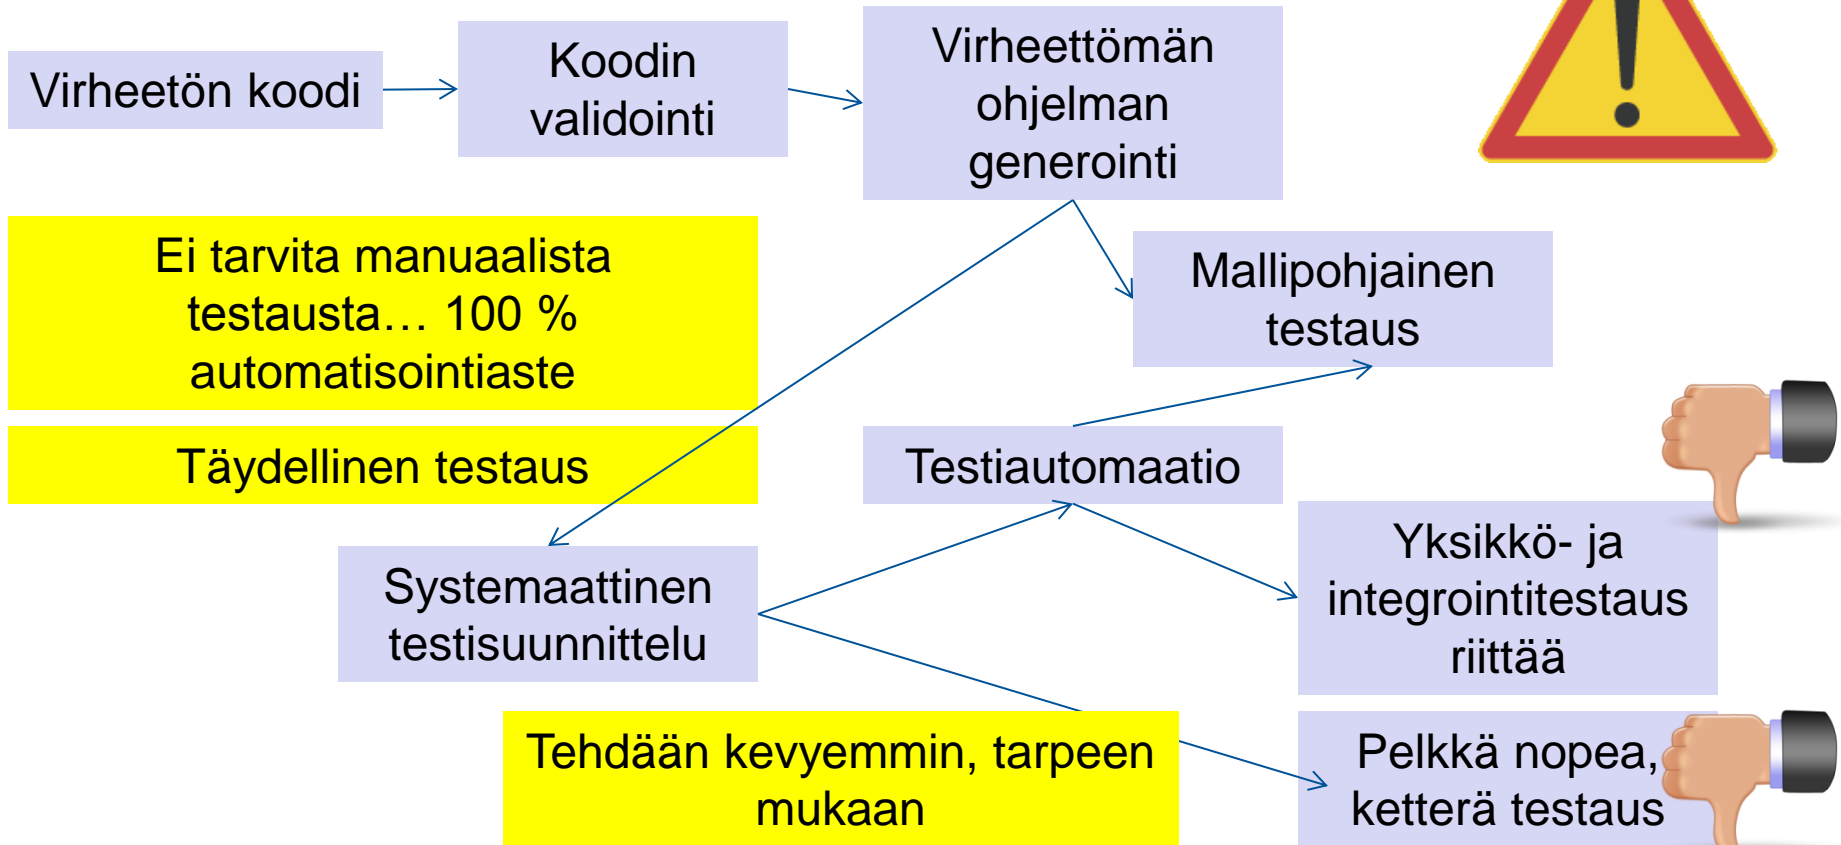 Virheetön koodi
Koodin
validointi
Virheettömän
ohjelman
generointi
Ei tarvita manuaalista
testausta… 100 %
automatisointiaste
Mallipohjainen
testaus
Täydellinen testaus
Testiautomaatio
Systemaattinen
testisuunnittelu
Yksikkö- ja
integrointitestaus
riittää
Tehdään kevyemmin, tarpeen
mukaan
Pelkkä nopea,
ketterä testaus